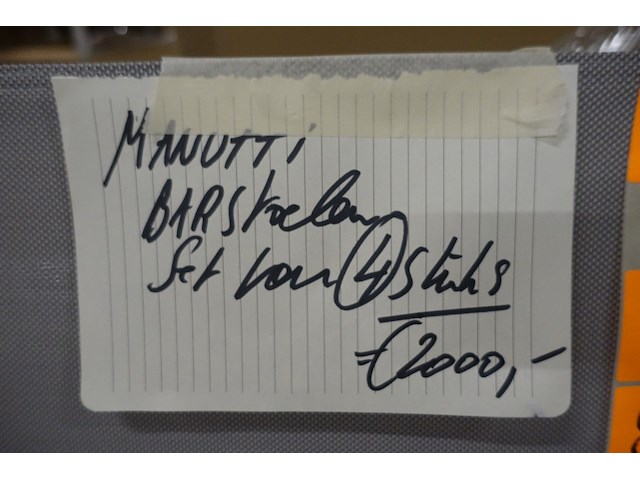 MANUTTi
BARStoelen
Set van 4 Stuks
€2000,-